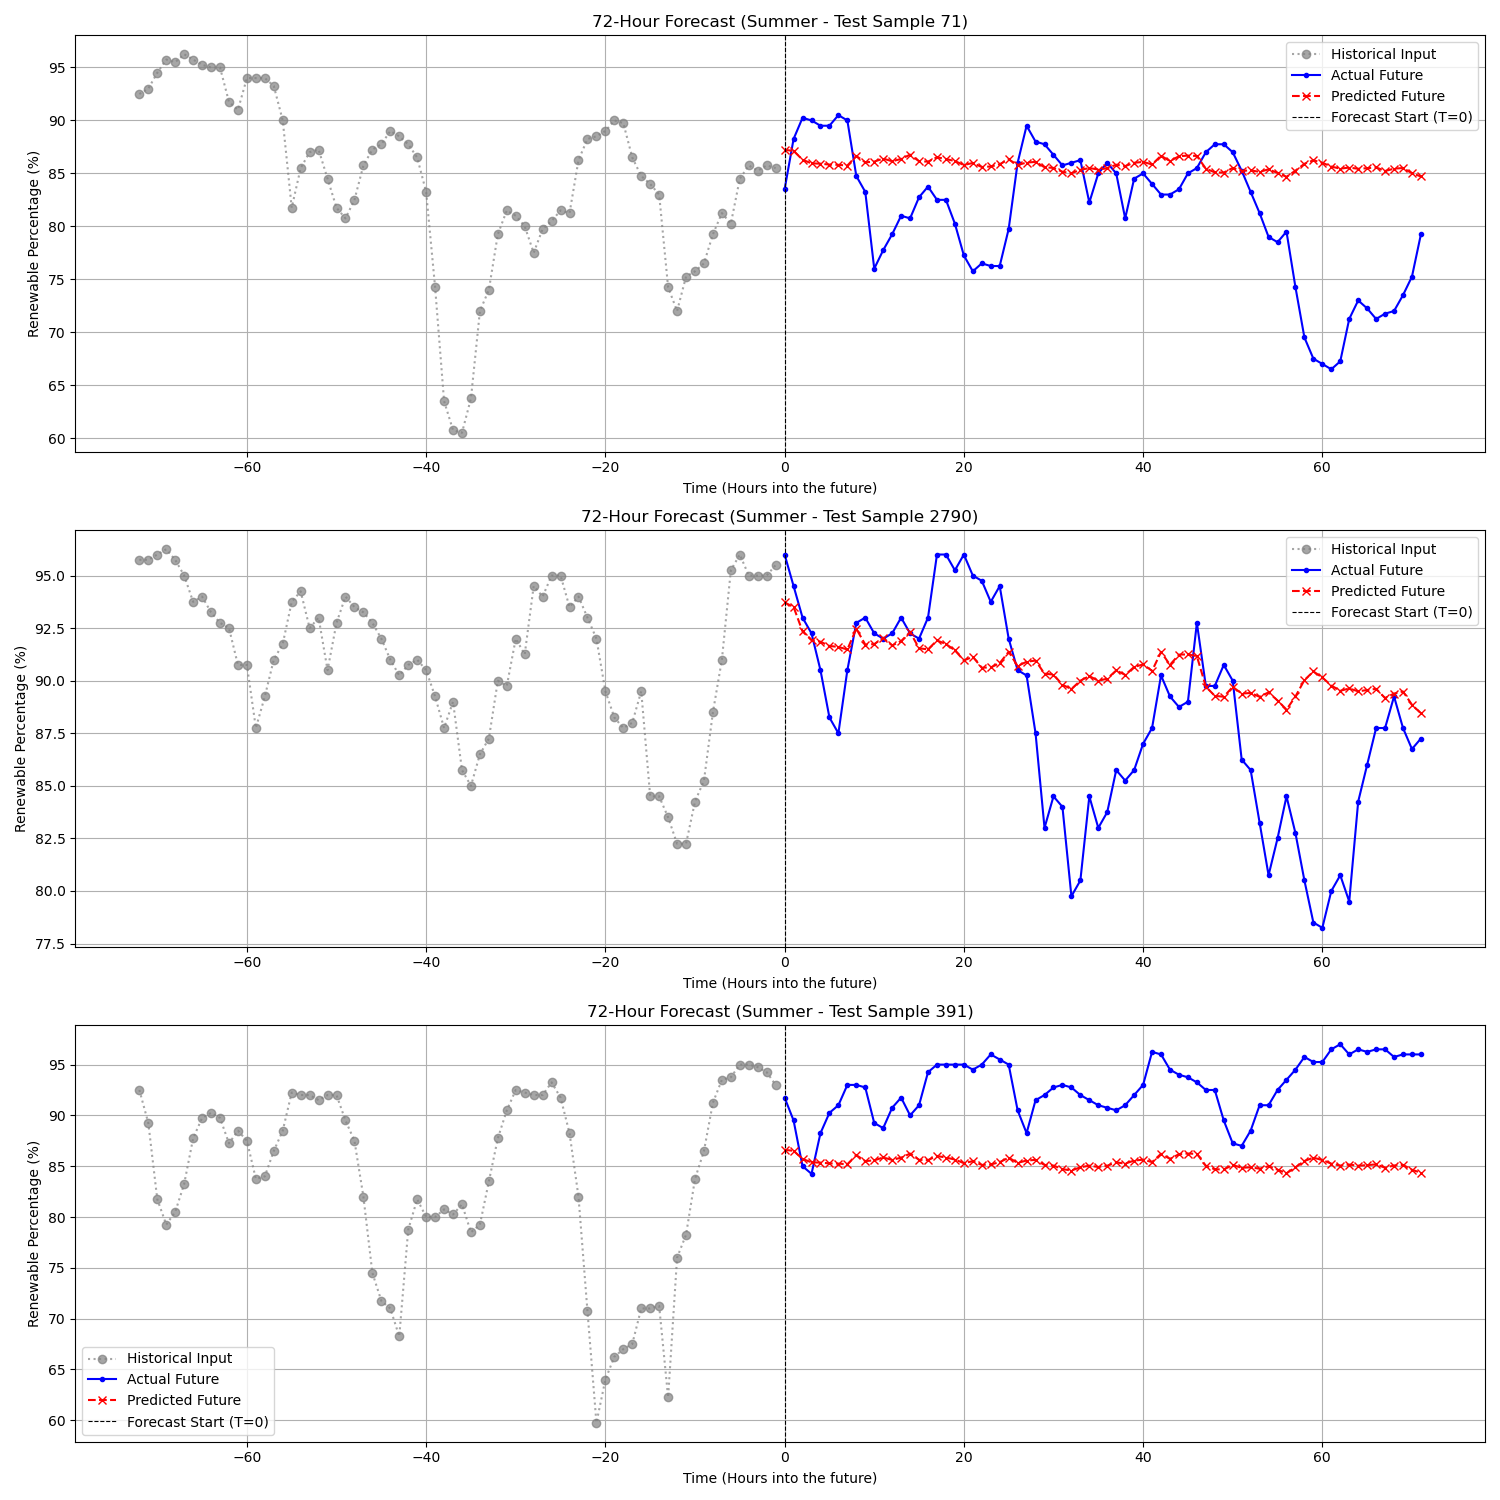 72-Hour Forecast (Summer - Test Sample 71)
Historical Input
Actual Future
Predicted Future
Forecast Start (T=0)
Renewable Percentage (%)
95
90
85
80
75
70
65
60
−60
−40
−20
0
20
40
60
Time (Hours into the future)
72-Hour Forecast (Summer - Test Sample 2790)
Historical Input
Actual Future
Predicted Future
Forecast Start (T=0)
Renewable Percentage (%)
95.0
92.5
90.0
87.5
85.0
82.5
80.0
77.5
−60
−40
−20
0
20
40
60
Time (Hours into the future)
72-Hour Forecast (Summer - Test Sample 391)
Renewable Percentage (%)
95
90
85
80
75
70
65
60
Historical Input
Actual Future
Predicted Future
Forecast Start (T=0)
−60
−40
−20
0
20
40
60
Time (Hours into the future)